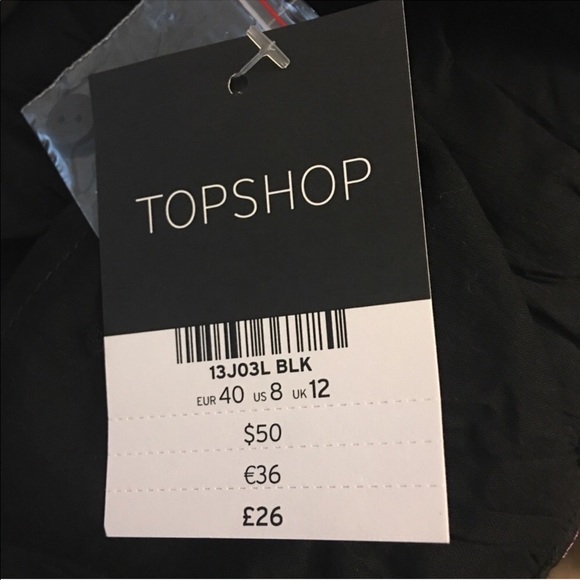 TOPSHOP
13J03L BLK
EUR 40 US 8 UK 12
$50
€36
£26